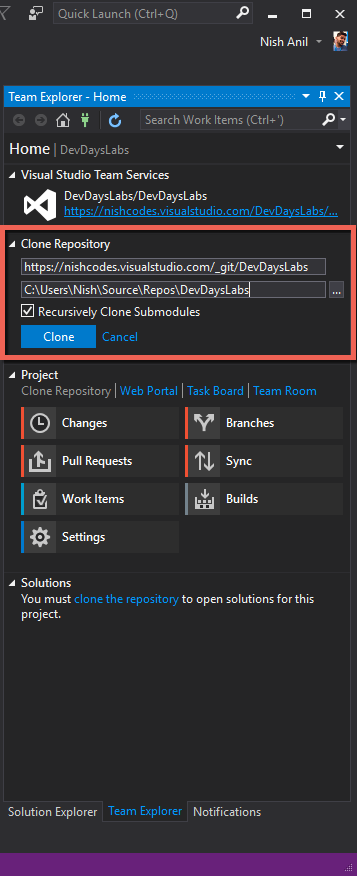 Quick Launch (Ctrl+Q)
Nish Anil
Team Explorer - Home
Search Work Items (Ctrl+')
Home | DevDaysLabs
Visual Studio Team Services
DevDaysLabs/DevDaysLabs
https://nishcodes.visualstudio.com/DevDaysLabs/...
Clone Repository
https://nishcodes.visualstudio.com/_git/DevDaysLabs
C:\Users\Nish\Source\Repos\DevDaysLabs
...
Recursively Clone Submodules
Clone Cancel
Project
Clone Repository | Web Portal | Task Board | Team Room
Changes Branches
Pull Requests Sync
Work Items Builds
Settings
Solutions
You must clone the repository to open solutions for this
project.
Solution Explorer Team Explorer Notifications